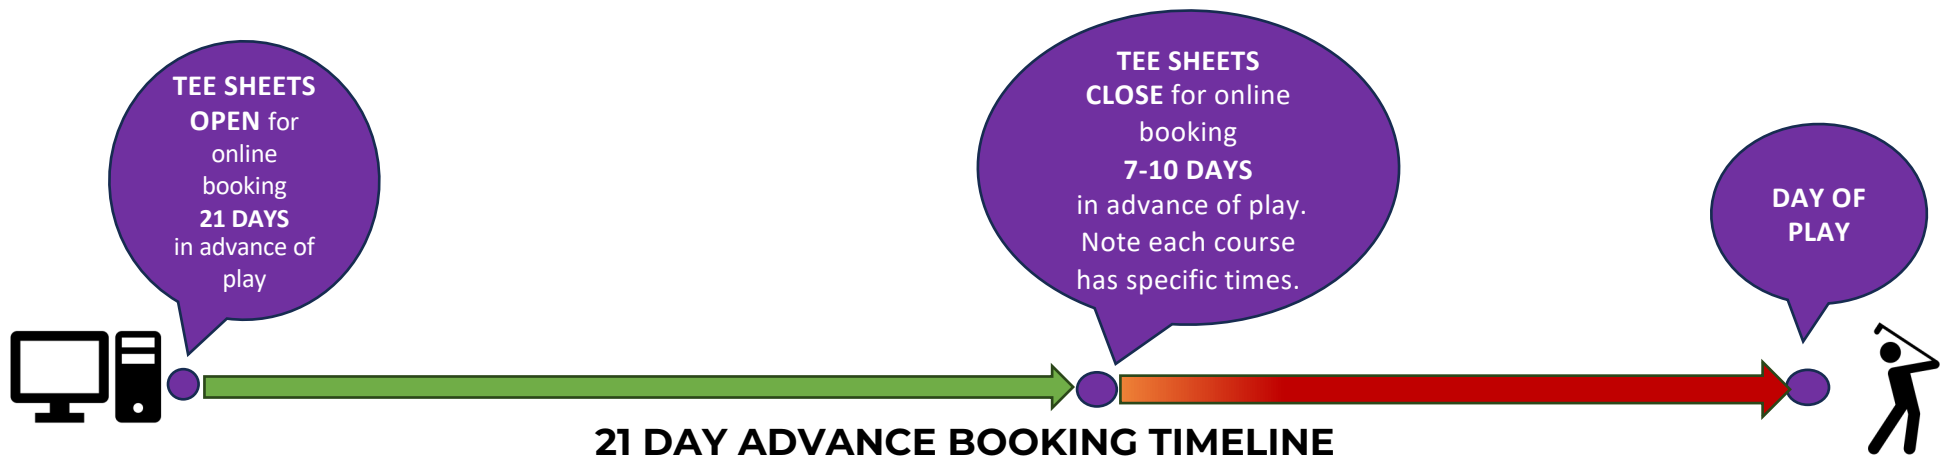 TEE SHEETS
OPEN for
online
booking
21 DAYS
in advance of
play
TEE SHEETS
CLOSE for online
booking
7-10 DAYS
in advance of play.
Note each course
has specific times.
DAY OF
PLAY
21 DAY ADVANCE BOOKING TIMELINE